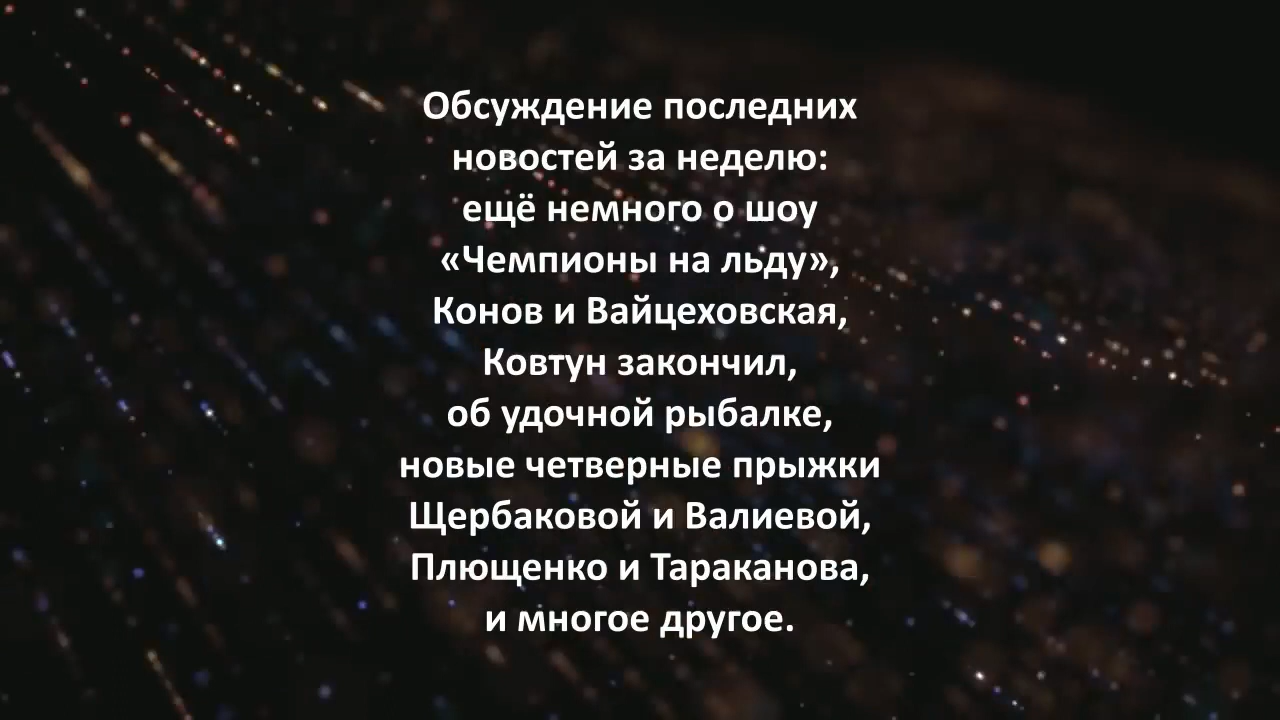 Обсуждение последних
новостей за неделю:
ещё немного о шоу
«Чемпионы на льду»,
Конов и Вайцеховская,
Ковтун закончил,
об удочной рыбалке,
новые четверные прыжки
Щербаковой и Валиевой,
Плющенко и Тараканова,
и многое другое.